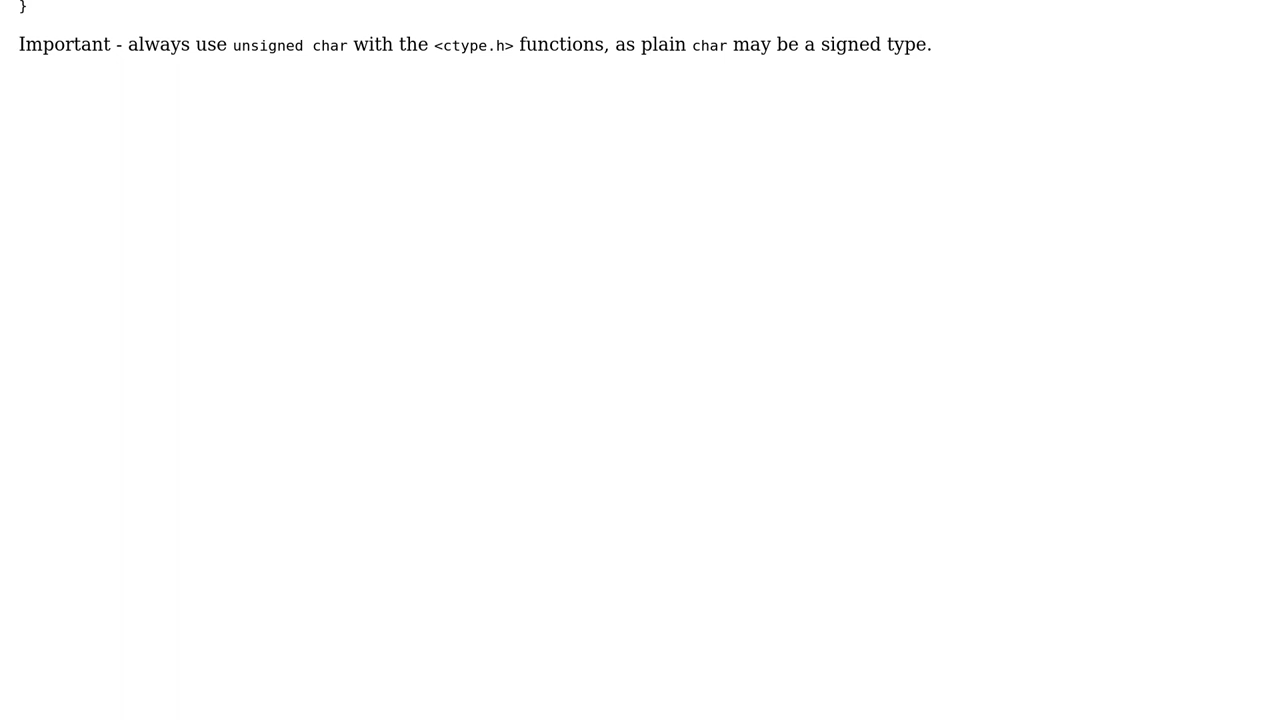 }
Important - always use unsigned char with the <ctype.h> functions, as plain char may be a signed type.